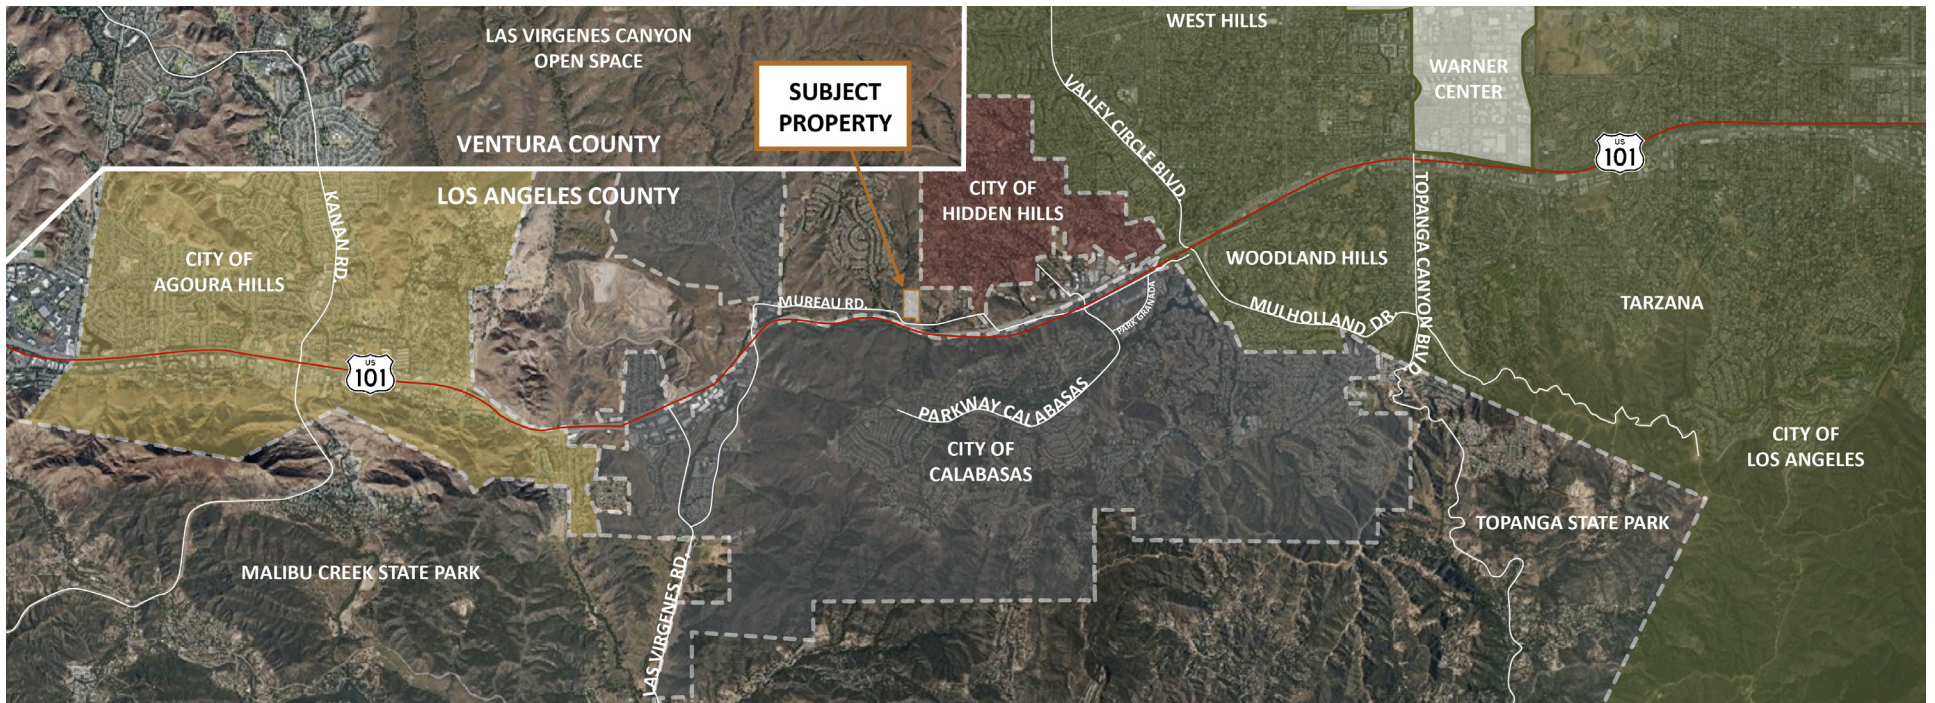 WEST HILLS
LAS VIRGENES CANYON
OPEN SPACE
WARNER
CENTER
SUBJECT
PROPERTY
VENTURA COUNTY
VALLEY CIRCLE BLVD.
US
101
LOS ANGELES COUNTY
KANAN RD.
CITY OF
HIDDEN HILLS
TOPANGA CANYON BLVD.
CITY OF
AGOURA HILLS
WOODLAND HILLS
MUREAU RD.
PARK GRANADA
MULHOLLAND DR.
TARZANA
US
101
PARKWAY CALABASAS
CITY OF
CALABASAS
CITY OF
LOS ANGELES
TOPANGA STATE PARK
MALIBU CREEK STATE PARK
LAS VIRGENES RD.